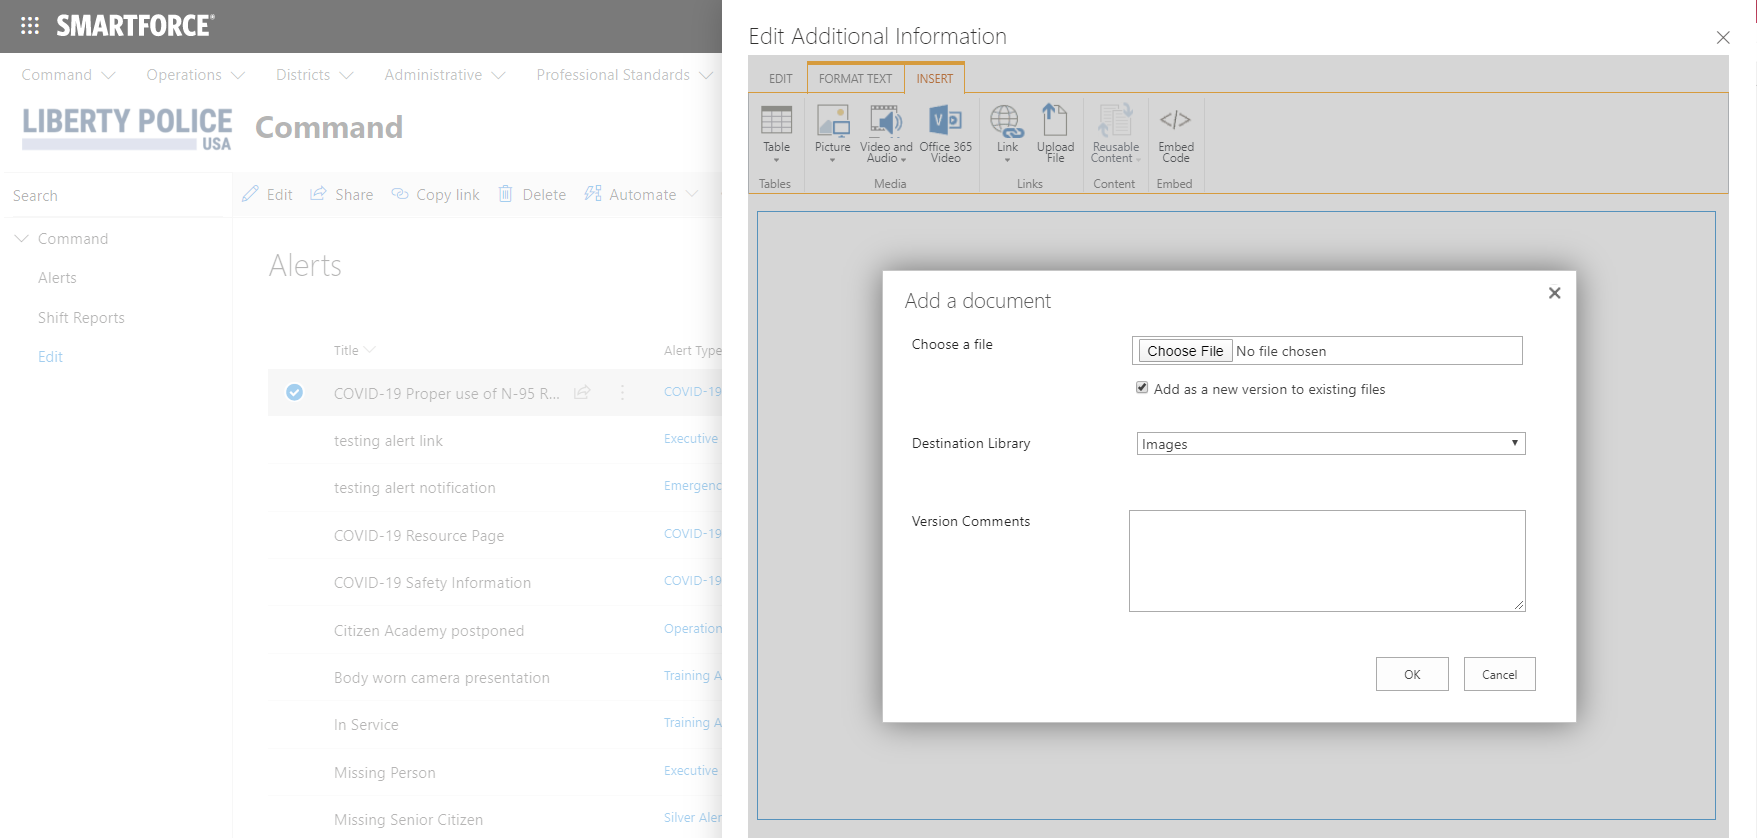 SMARTFORCE®
Command Operations Districts Administrative Professional Standards
LIBERTY POLICE
USA
Command
Search
Command
Alerts
Shift Reports
Edit
Edit Share Copy link Delete Automate
Alerts
Title Alert Type
COVID-19 Proper use of N-95 R... COVID-19
testing alert link Executive
testing alert notification Emergenc
COVID-19 Resource Page COVID-19
COVID-19 Safety Information COVID-19
Citizen Academy postponed Operation
Body worn camera presentation Training A
In Service Training A
Missing Person Executive
Missing Senior Citizen Silver Aler
Edit Additional Information
EDIT FORMAT TEXT INSERT
Table Picture Video and Audio Office 365 Video Link Upload File Reusable Content Embed Code
Tables Media Links Content Embed
Add a document
Choose a file
Choose File No file chosen
Add as a new version to existing files
Destination Library Images
Version Comments
OK Cancel